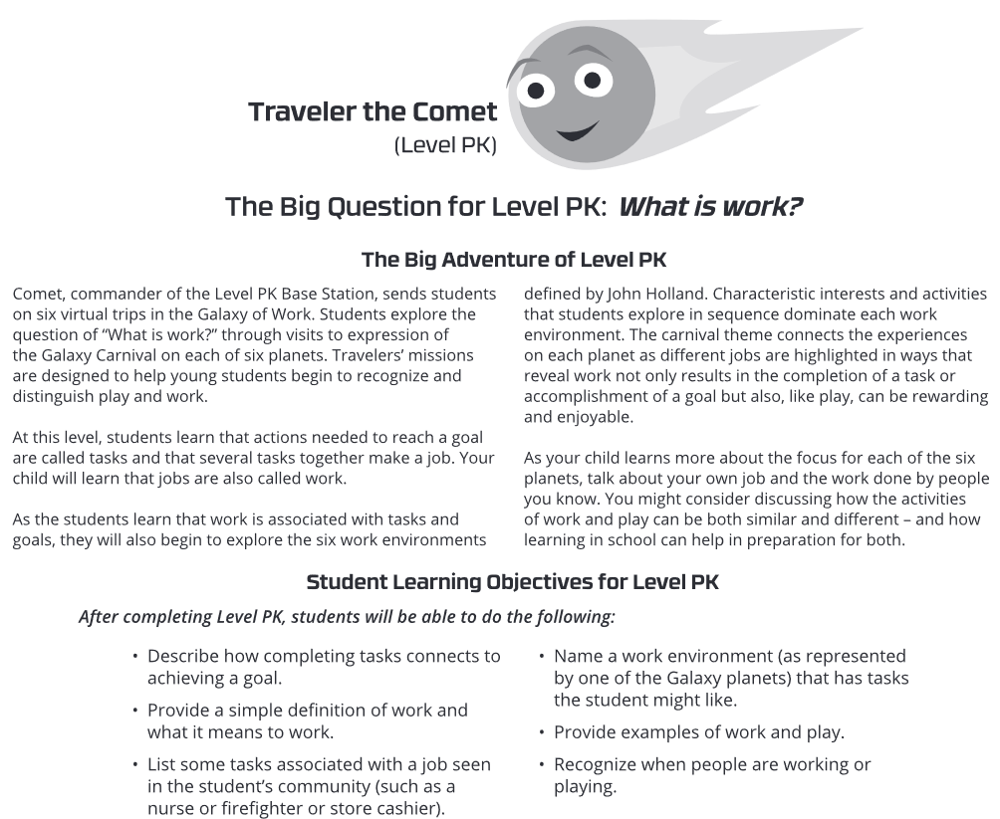 Traveler the Comet
(Level PK)
The Big Question for Level PK: What is work?
The Big Adventure of Level PK
Comet, commander of the Level PK Base Station, sends students
on six virtual trips in the Galaxy of Work. Students explore the
question of “What is work?” through visits to expression of
the Galaxy Carnival on each of six planets. Travelers’ missions
are designed to help young students begin to recognize and
distinguish play and work.
At this level, students learn that actions needed to reach a goal
are called tasks and that several tasks together make a job. Your
child will learn that jobs are also called work.
As the students learn that work is associated with tasks and
goals, they will also begin to explore the six work environments
defined by John Holland. Characteristic interests and activities
that students explore in sequence dominate each work
environment. The carnival theme connects the experiences
on each planet as different jobs are highlighted in ways that
reveal work not only results in the completion of a task or
accomplishment of a goal but also, like play, can be rewarding
and enjoyable.
As your child learns more about the focus for each of the six
planets, talk about your own job and the work done by people
you know. You might consider discussing how the activities
of work and play can be both similar and different – and how
learning in school can help in preparation for both.
Student Learning Objectives for Level PK
After completing Level PK, students will be able to do the following:
• Describe how completing tasks connects to
achieving a goal.
• Provide a simple definition of work and
what it means to work.
• List some tasks associated with a job seen
in the student’s community (such as a
nurse or firefighter or store cashier).
• Name a work environment (as represented
by one of the Galaxy planets) that has tasks
the student might like.
• Provide examples of work and play.
• Recognize when people are working or
playing.